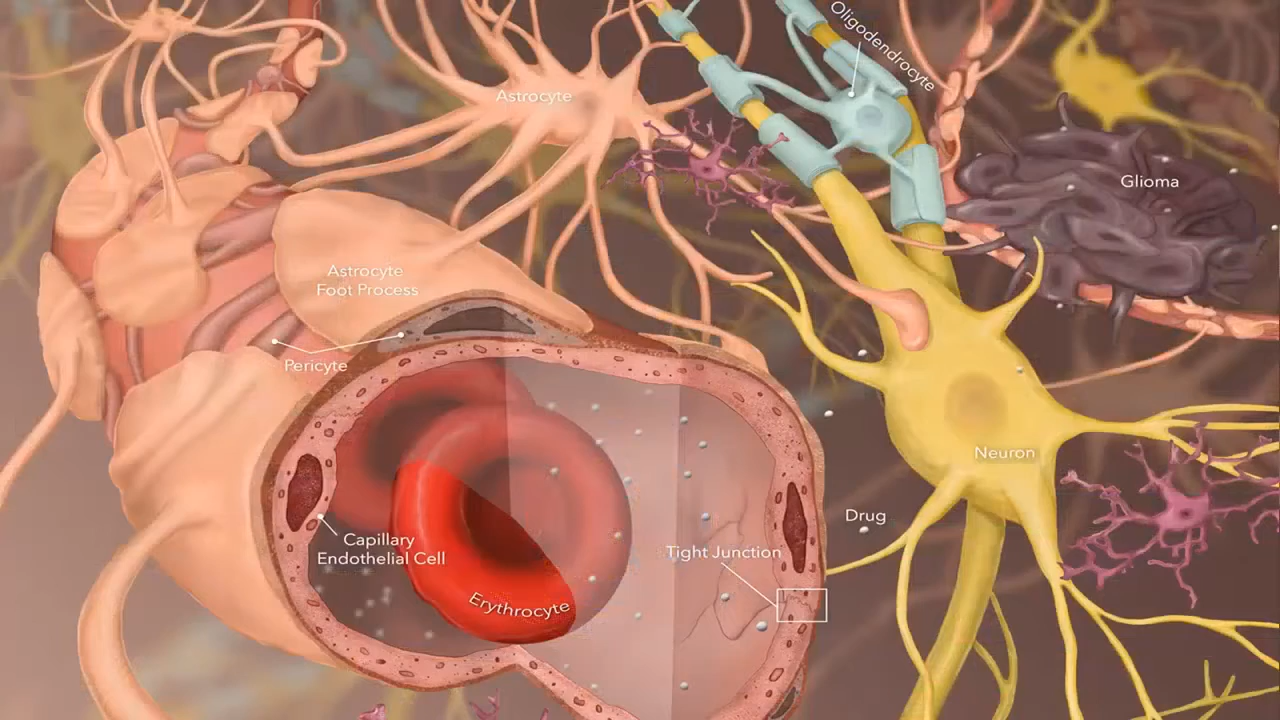 Oligodendrocyte
Astrocyte
Glioma
Astrocyte
Foot Process
Pericyte
Neuron
Drug
Capillary
Endothelial Cell
Tight Junction
Erythrocyte